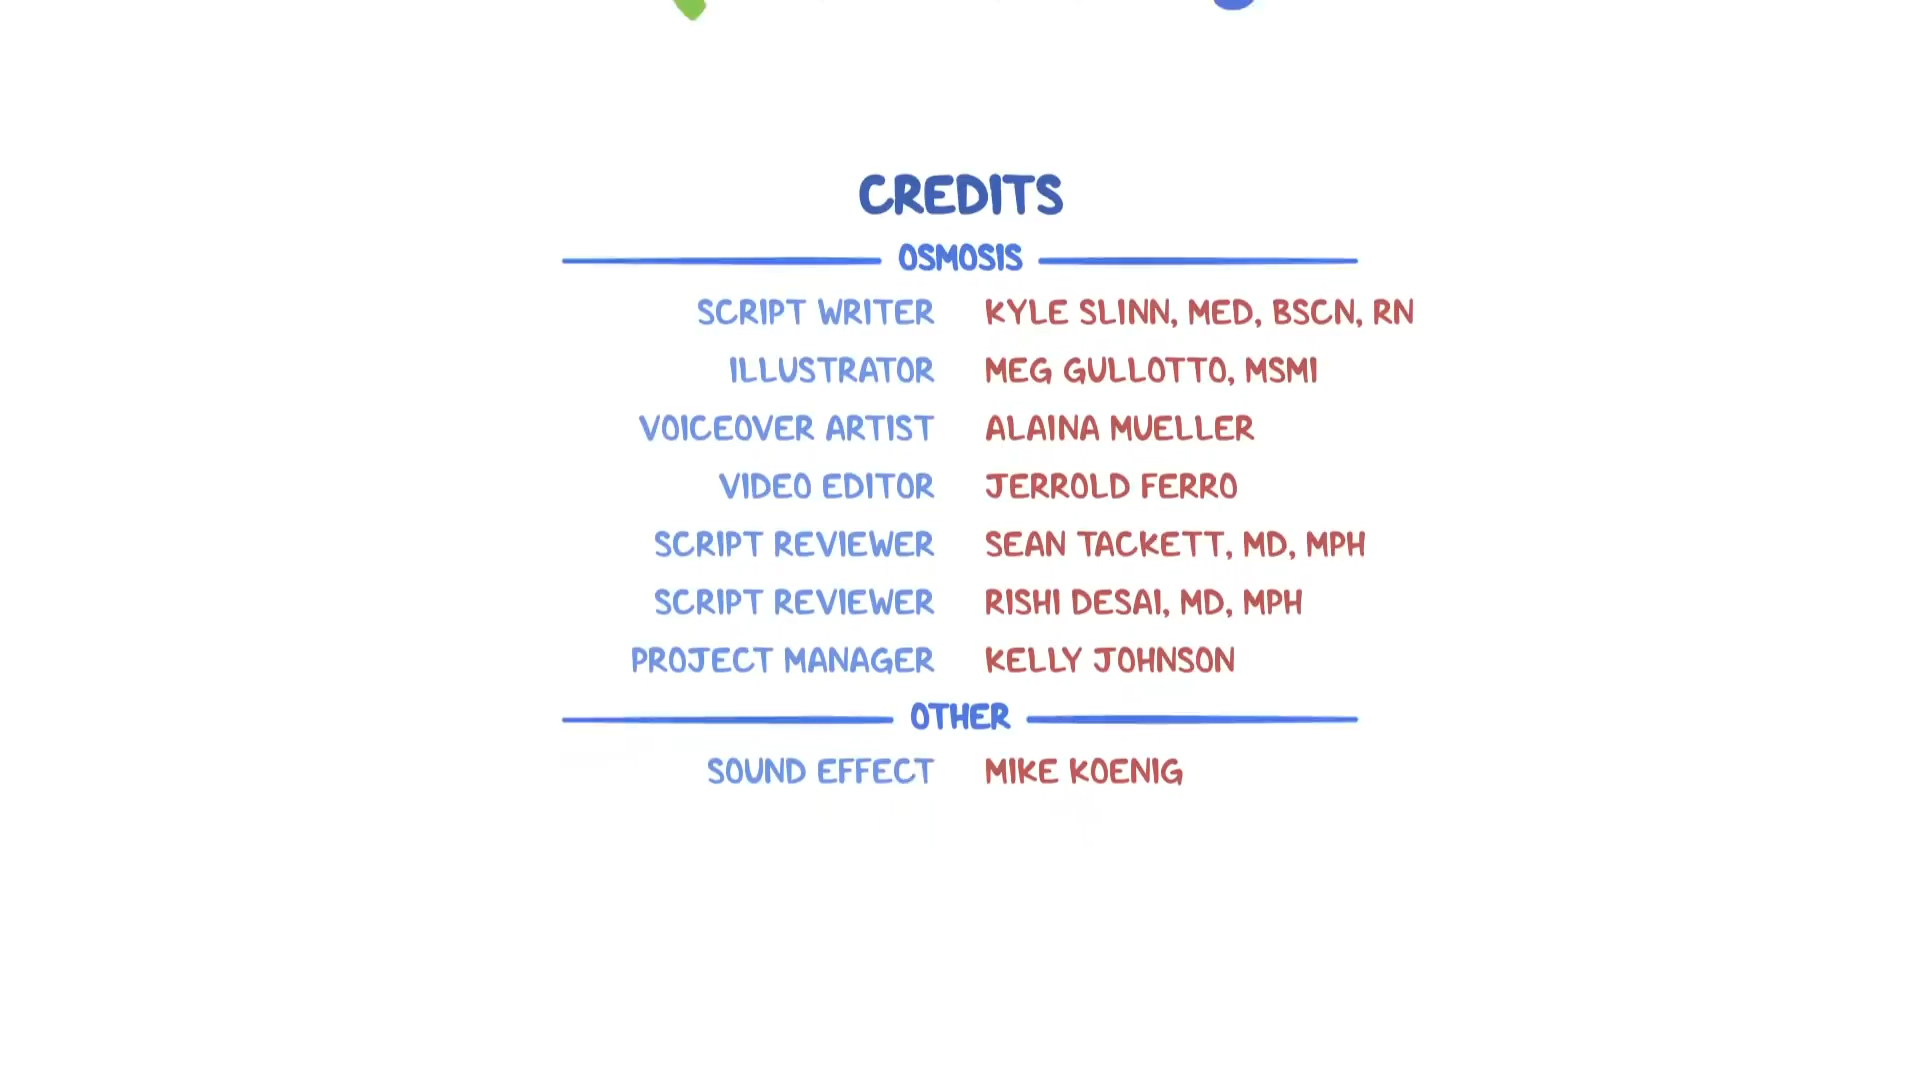 CREDITS
OSMOSIS
SCRIPT WRITER KYLE SLINN, MED, BSCN, RN
ILLUSTRATOR MEG GULLOTTO, MSMI
VOICEOVER ARTIST ALAINA MUELLER
VIDEO EDITOR JERROLD FERRO
SCRIPT REVIEWER SEAN TACKETT, MD, MPH
SCRIPT REVIEWER RISHI DESAI, MD, MPH
PROJECT MANAGER KELLY JOHNSON
OTHER
SOUND EFFECT MIKE KOENIG